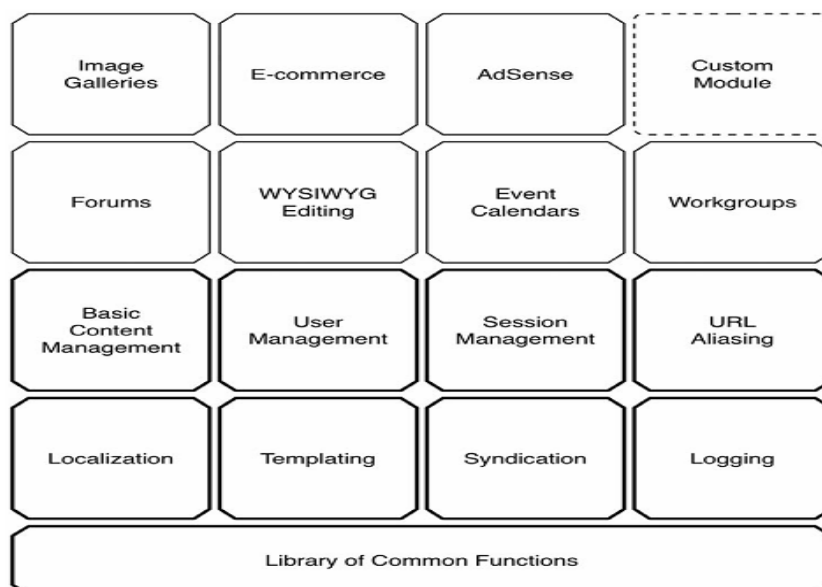 Image
Galleries
E-commerce
AdSense
Custom
Module
Forums
WYSIWYG
Editing
Event
Calendars
Workgroups
Basic
Content
Management
User
Management
Session
Management
URL
Aliasing
Localization
Templating
Syndication
Logging
Library of Common Functions